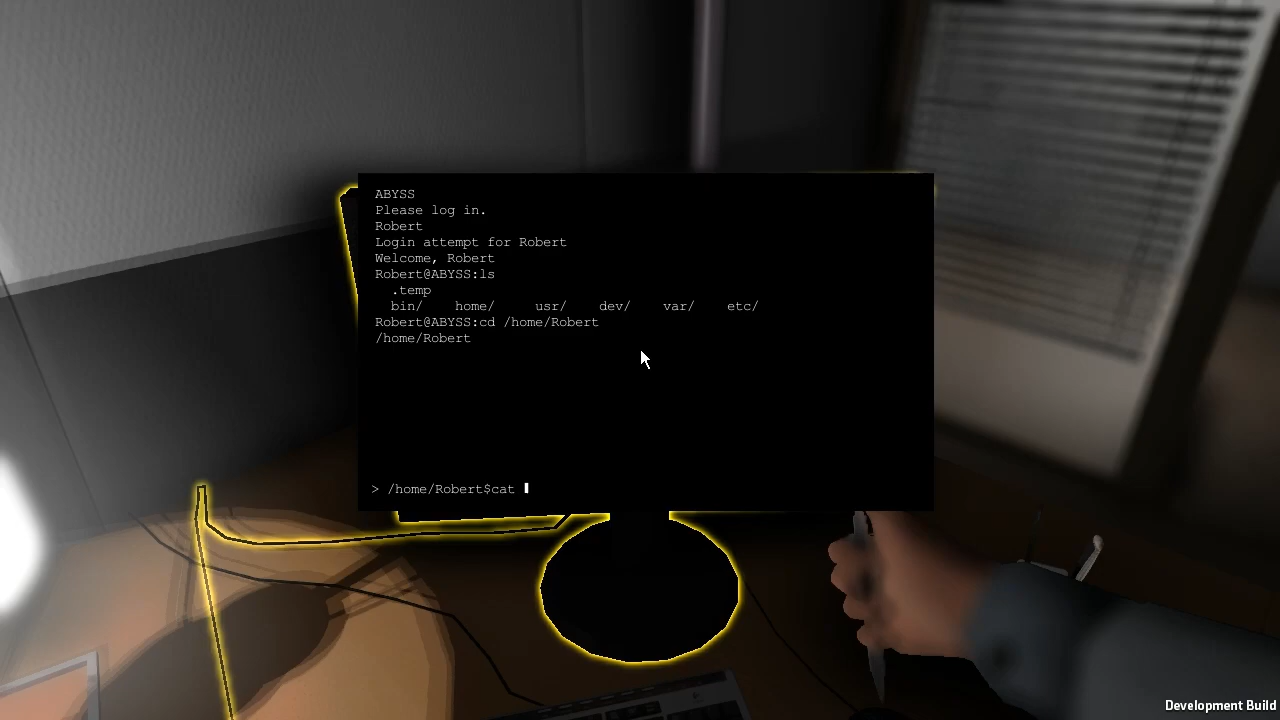 ABYSS
Please log in.
Robert
Login attempt for Robert
Welcome, Robert
Robert@ABYSS:ls
.temp
bin/ home/ usr/ dev/ var/ etc/
Robert@ABYSS:cd /home/Robert
/home/Robert
> /home/Robert$cat
Development Build